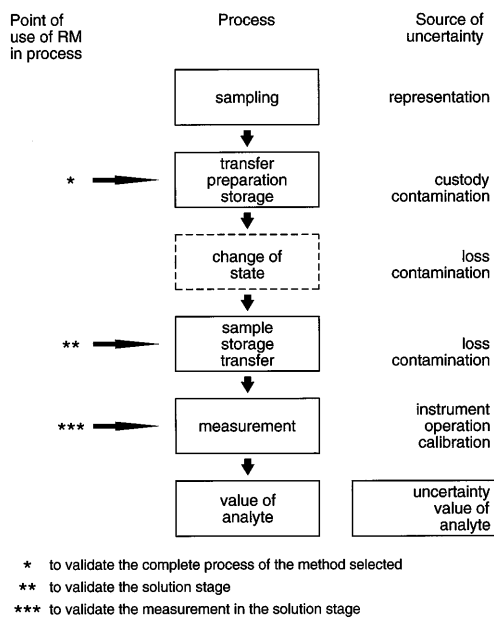 Point of
use of RM
in process
Process
Source of
uncertainty
sampling
representation
*
transfer
preparation
storage
custody
contamination
change of
state
loss
contamination
**
sample
storage
transfer
loss
contamination
***
measurement
instrument
operation
calibration
value of
analyte
uncertainty
value of
analyte
* to validate the complete process of the method selected
** to validate the solution stage
*** to validate the measurement in the solution stage